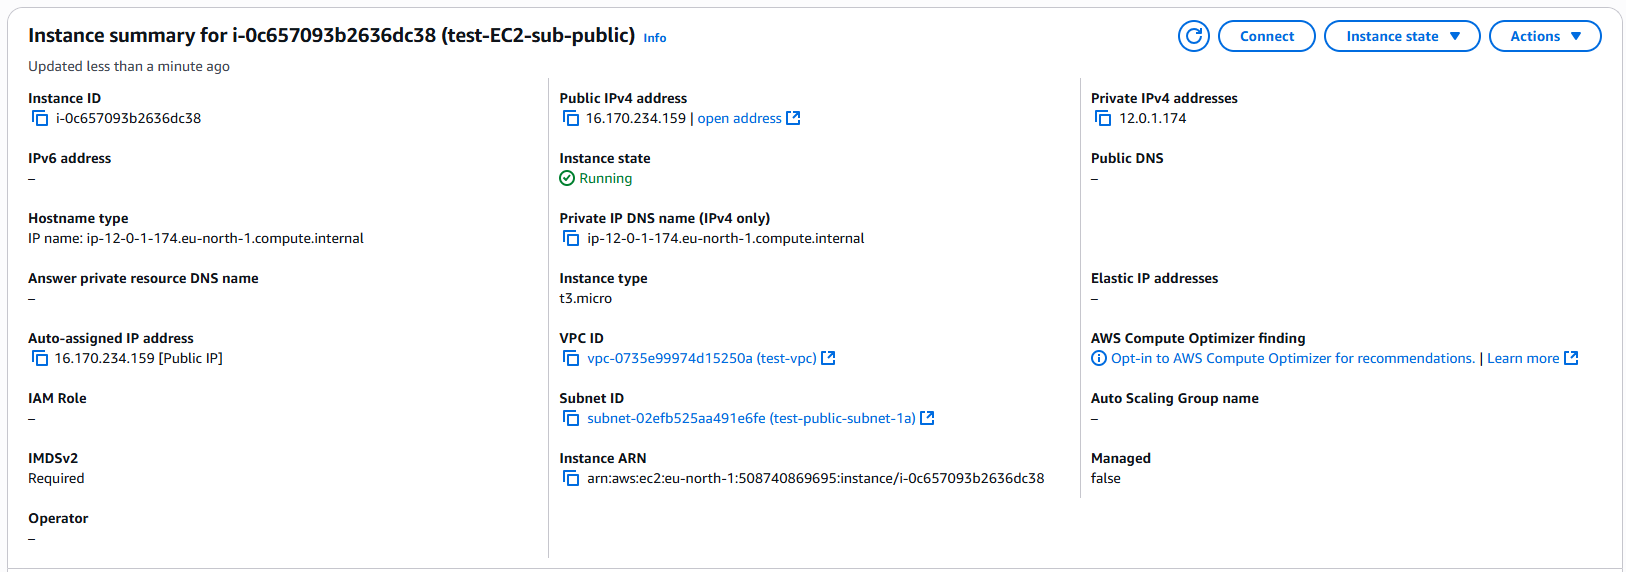 Instance summary for i-0c657093b2636dc38 (test-EC2-sub-public) Info
Connect
Instance state
Actions
Updated less than a minute ago
Instance ID
i-0c657093b2636dc38
Public IPv4 address
16.170.234.159 | open address
Private IPv4 addresses
12.0.1.174
IPv6 address
–
Instance state
Running
Public DNS
–
Hostname type
IP name: ip-12-0-1-174.eu-north-1.compute.internal
Private IP DNS name (IPv4 only)
ip-12-0-1-174.eu-north-1.compute.internal
Answer private resource DNS name
–
Instance type
t3.micro
Elastic IP addresses
–
Auto-assigned IP address
16.170.234.159 [Public IP]
VPC ID
vpc-0735e99974d15250a (test-vpc)
AWS Compute Optimizer finding
Opt-in to AWS Compute Optimizer for recommendations. | Learn more
IAM Role
–
Subnet ID
subnet-02efb525aa491e6fe (test-public-subnet-1a)
Auto Scaling Group name
–
IMDSv2
Required
Instance ARN
arn:aws:ec2:eu-north-1:508740869695:instance/i-0c657093b2636dc38
Managed
false
Operator
–